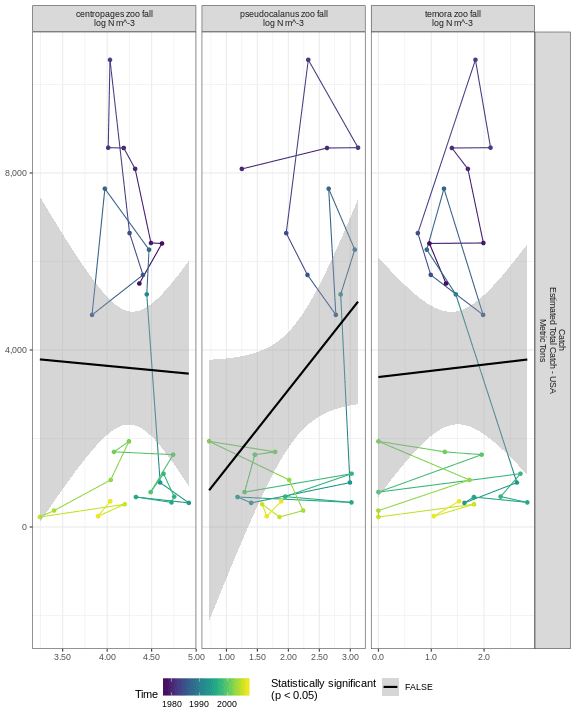 centropages zoo fall
log N m^-3
pseudocalanus zoo fall
log N m^-3
temora zoo fall
log N m^-3
Catch
Estimated Total Catch - USA
Metric Tons
8,000
4,000
0
3.50 4.00 4.50 5.00
1.00 1.50 2.00 2.50 3.00
0.0 1.0 2.0
Time
1980 1990 2000
Statistically significant
(p < 0.05)
FALSE